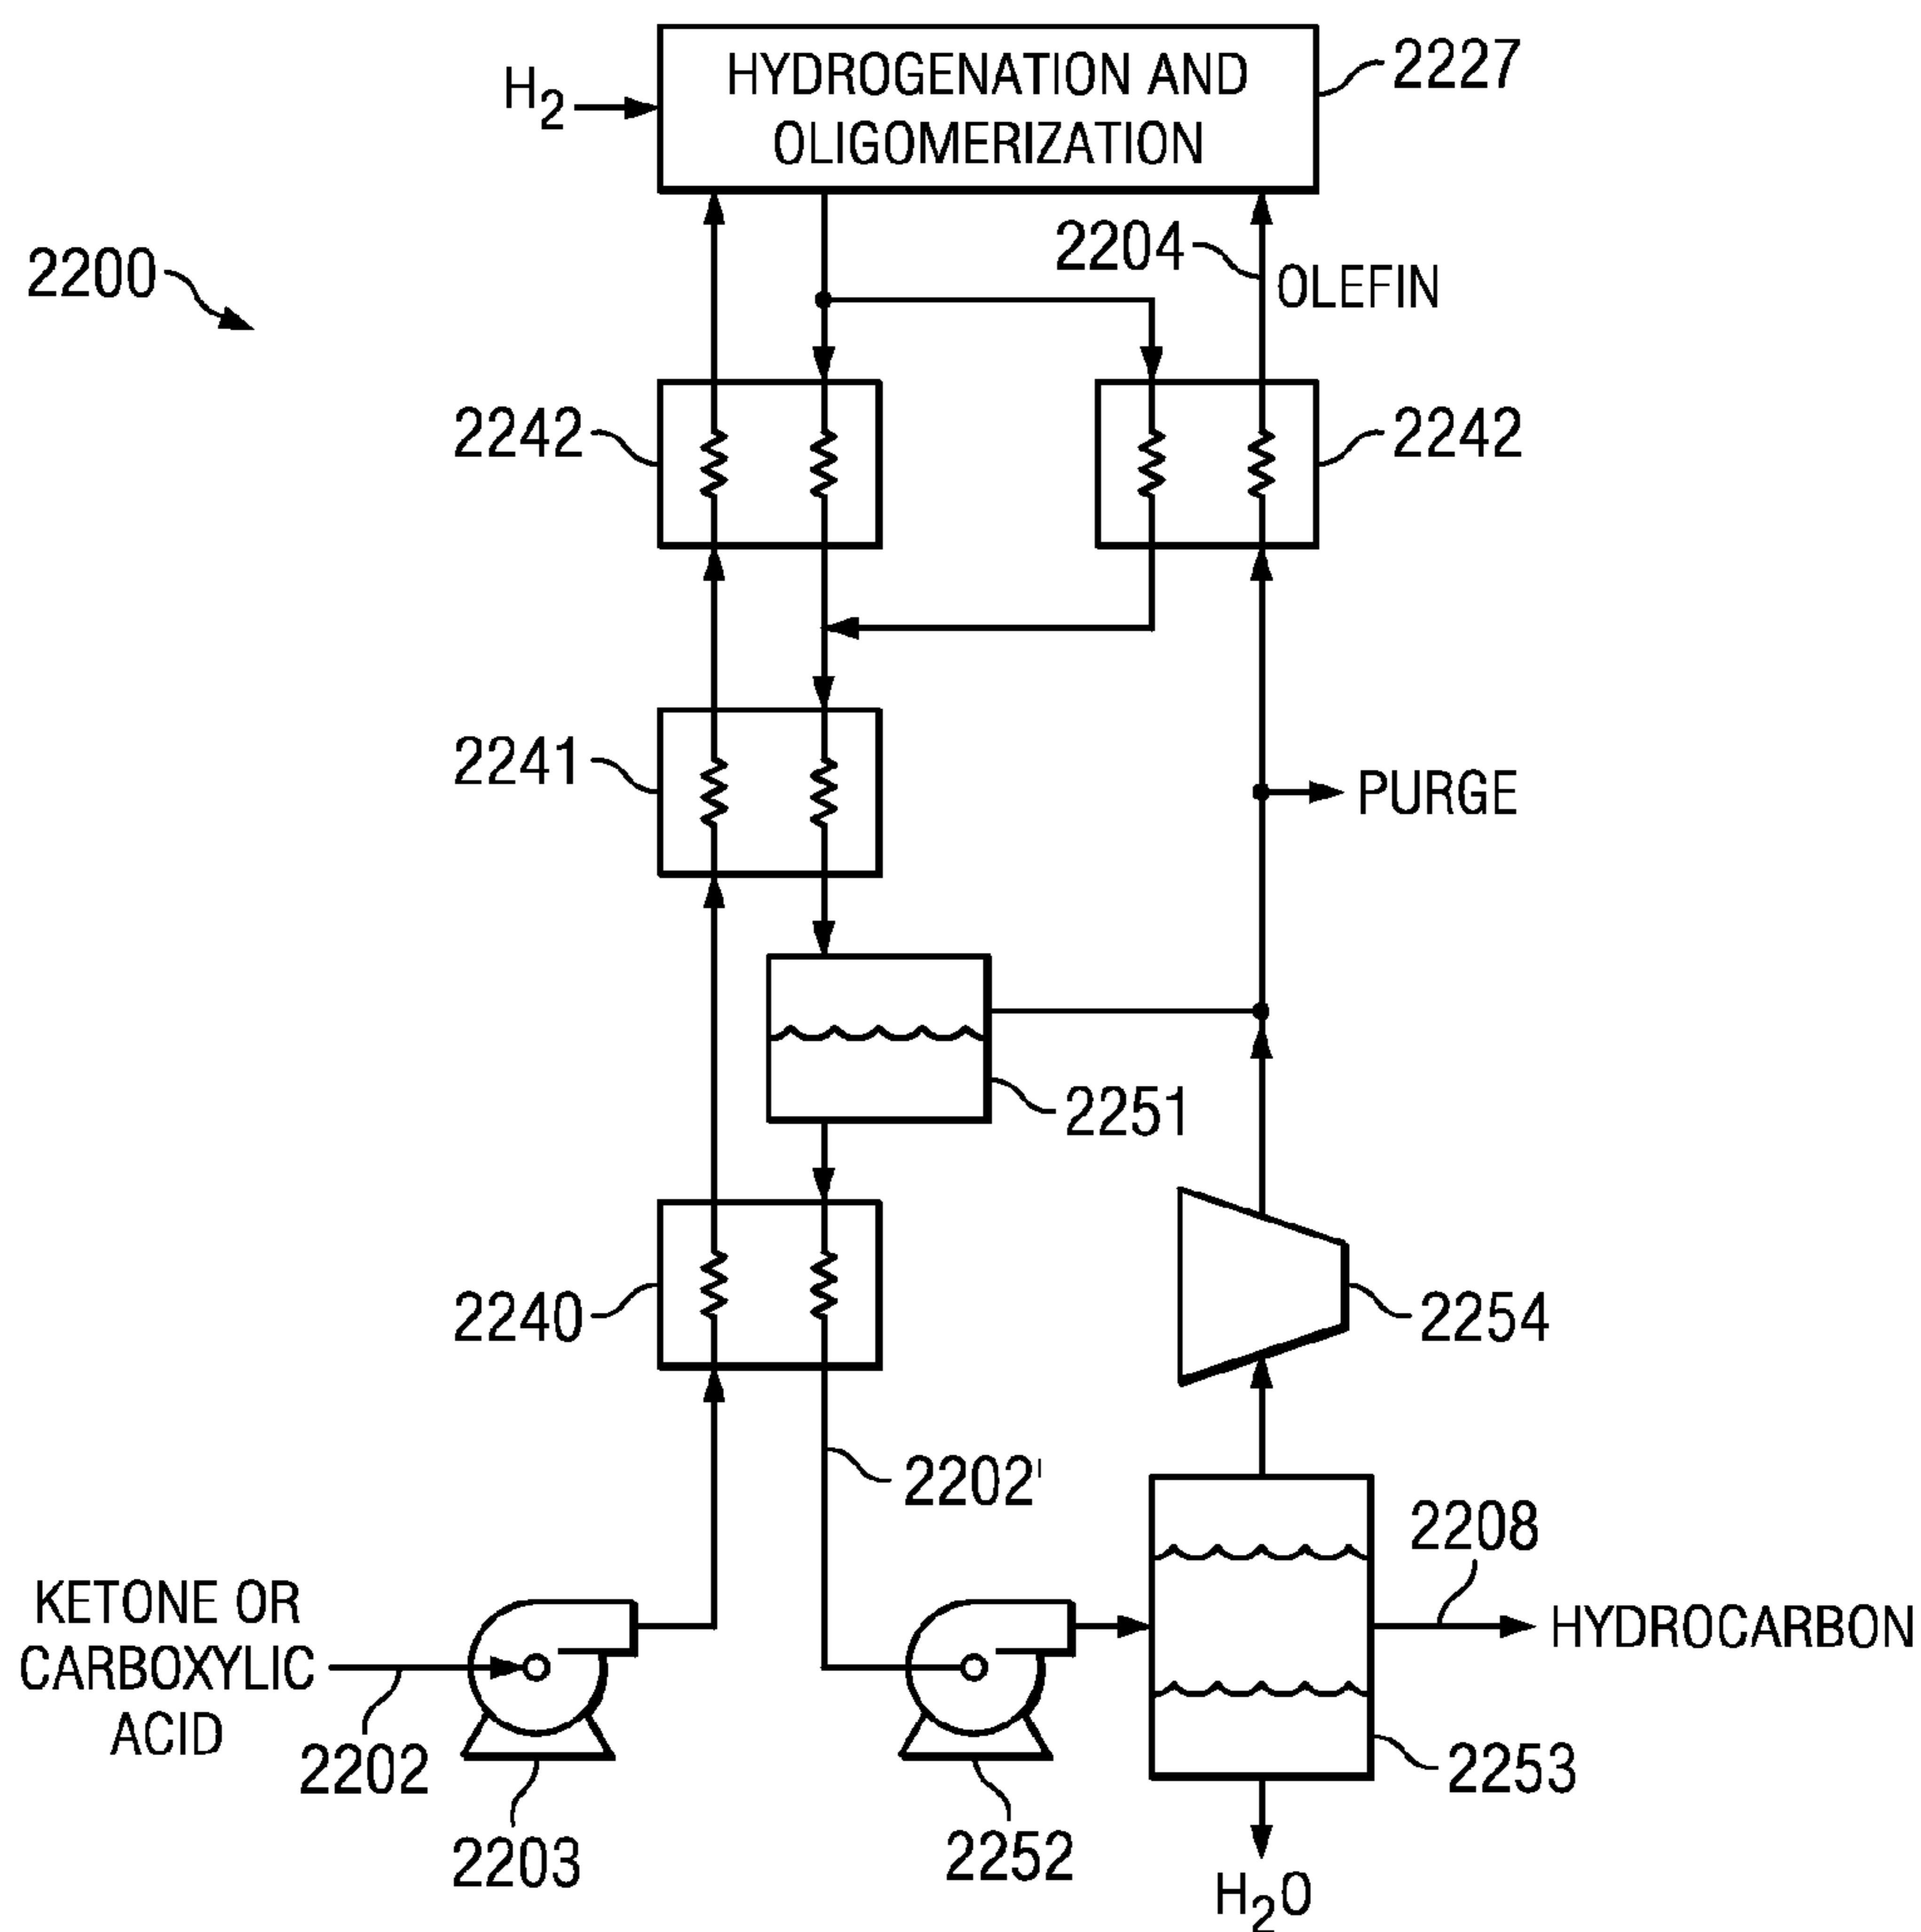 HYDROGENATION AND
OLIGOMERIZATION
2227
H2
2200
2204
OLEFIN
2242
2242
2241
PURGE
2251
2240
2254
2202'
2208
KETONE OR
CARBOXYLIC
ACID
HYDROCARBON
2202
2253
2203
2252
H2O